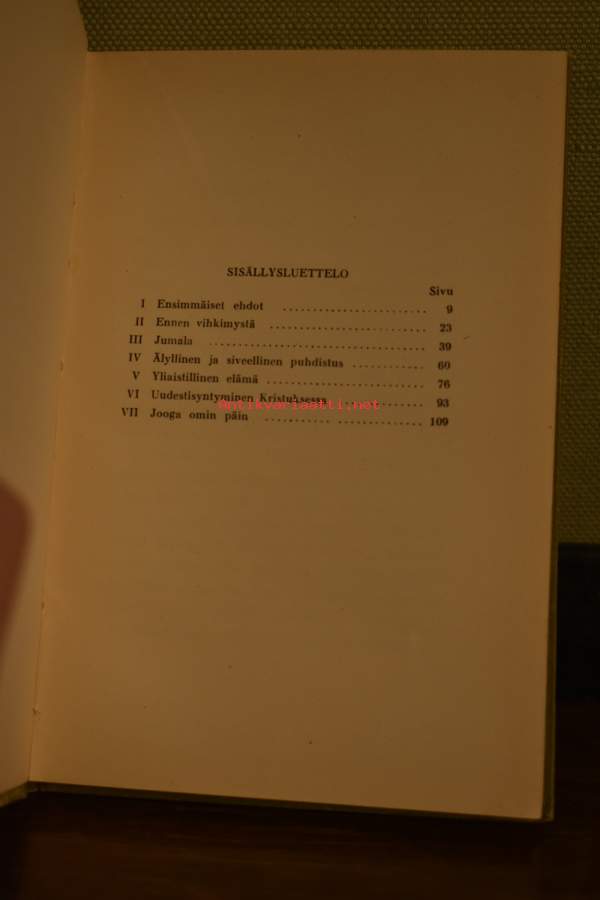 SISÄLLYSLUETTELO
Sivu
I Ensimmäiset ehdot .......................... 9
II Ennen vihkimystä .......................... 23
III Jumala .......................... 39
IV Älyllinen ja siveellinen puhdistus ............ 60
V Yliaistillinen elämä .......................... 76
VI Uudestisyntyminen Kristuksessa ............ 93
Antikvariaatti.net
VII Jooga omin päin .......................... 109